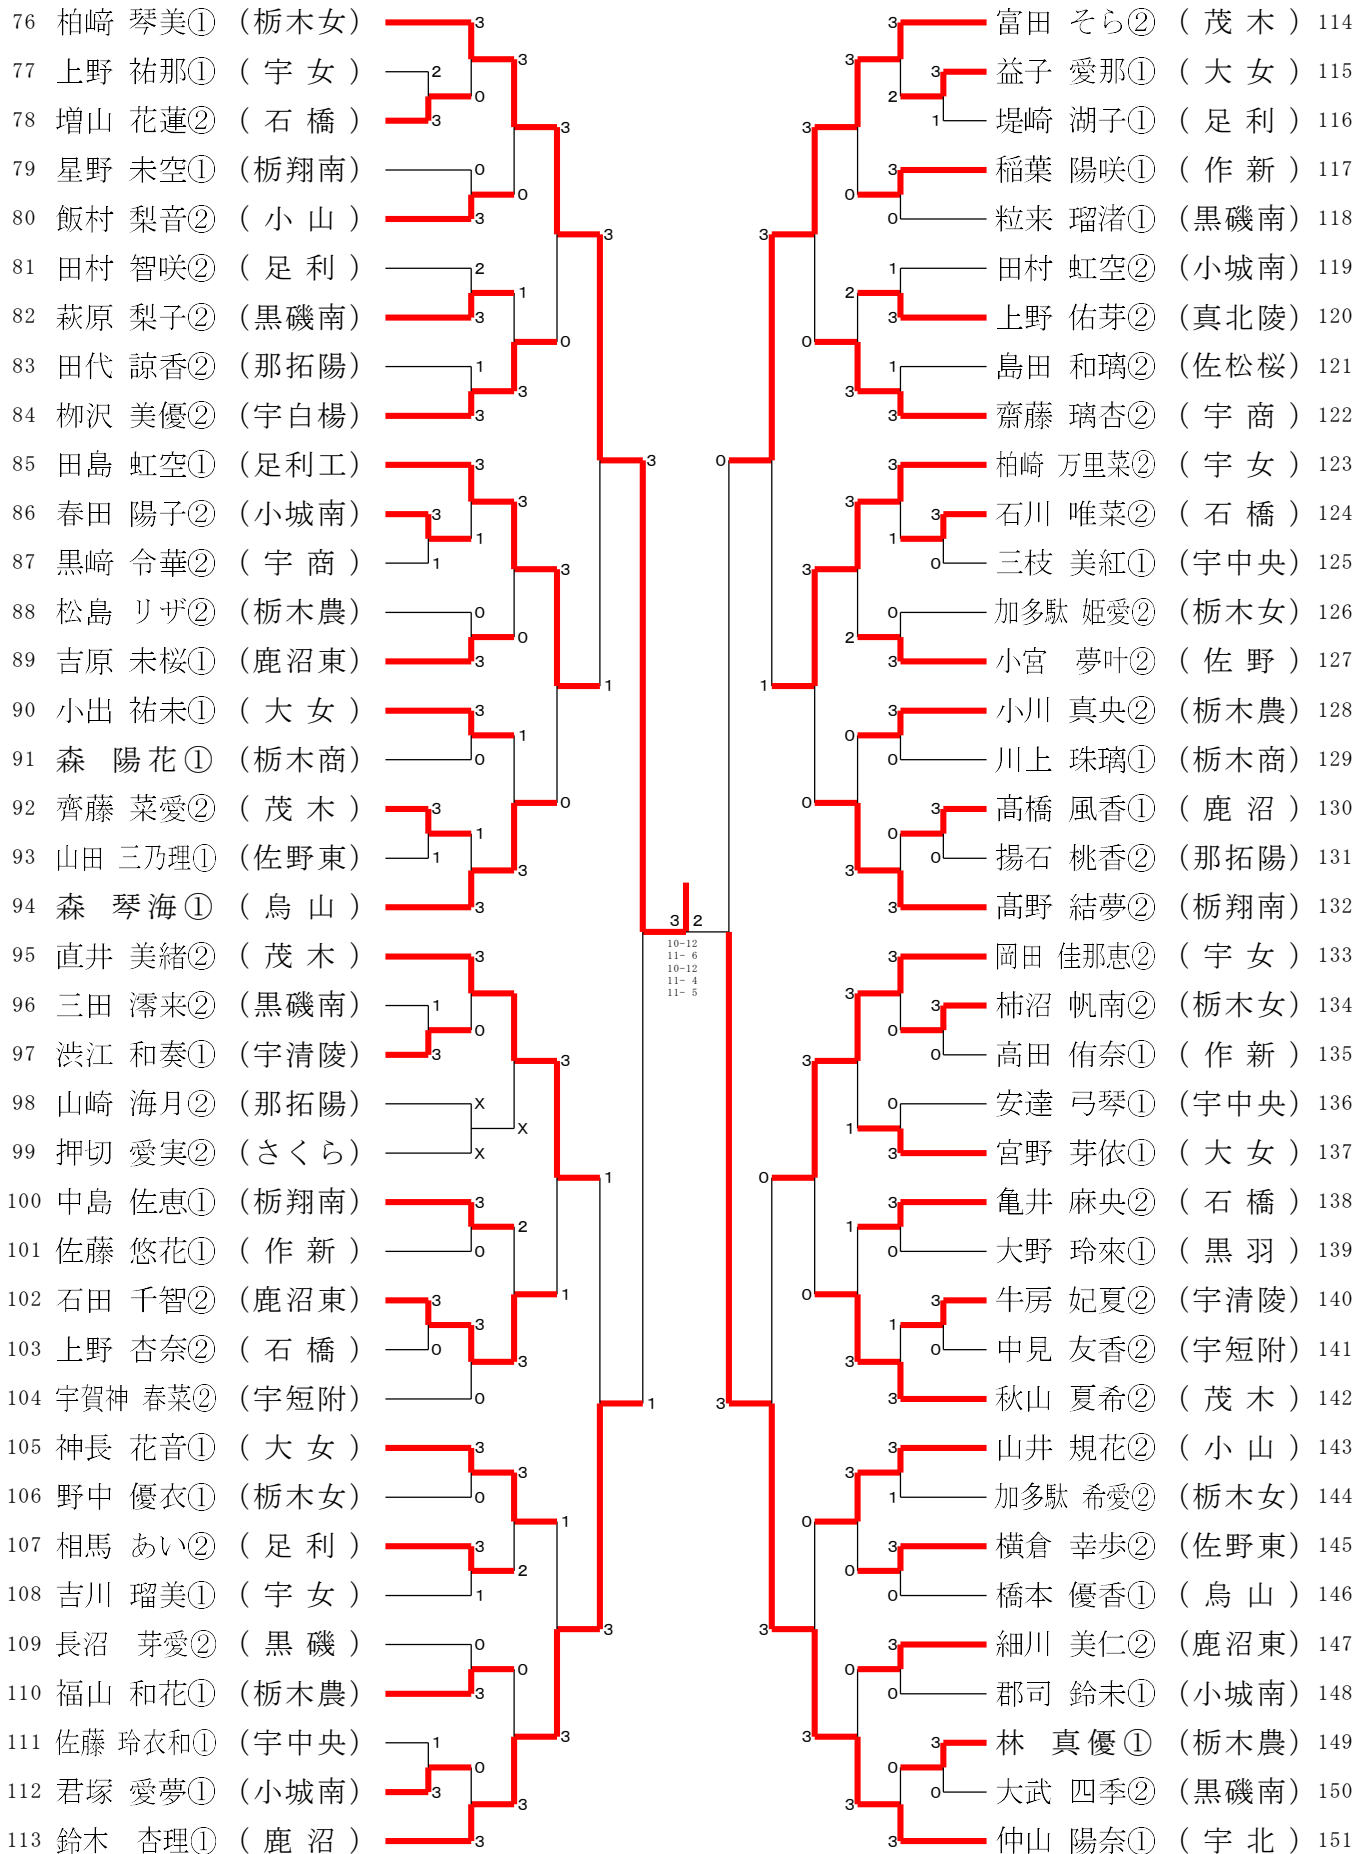 76 柏﨑 琴美① (栃木女)
77 上野 祐那① ( 宇 女 )
78 増山 花蓮② ( 石 橋 )
79 星野 未空① (栃翔南)
80 飯村 梨音② ( 小 山 )
81 田村 智咲② ( 足 利 )
82 萩原 梨子② (黒磯南)
83 田代 諒香② (那拓陽)
84 栁沢 美優② (宇白楊)
85 田島 虹空① (足利工)
86 春田 陽子② (小城南)
87 黒﨑 令華② ( 宇 商 )
88 松島 リザ② (栃木農)
89 吉原 未桜① (鹿沼東)
90 小出 祐未① ( 大 女 )
91 森 陽花① (栃木商)
92 齊藤 菜愛② ( 茂 木 )
93 山田 三乃理① (佐野東)
94 森 琴海① ( 烏 山 )
95 直井 美緒② ( 茂 木 )
96 三田 澪来② (黒磯南)
97 渋江 和奏① (宇清陵)
98 山崎 海月② (那拓陽)
99 押切 愛実② (さくら)
100 中島 佐恵① (栃翔南)
101 佐藤 悠花① ( 作 新 )
102 石田 千智② (鹿沼東)
103 上野 杏奈② ( 石 橋 )
104 宇賀神 春菜② (宇短附)
105 神長 花音① ( 大 女 )
106 野中 優衣① (栃木女)
107 相馬 あい② ( 足 利 )
108 吉川 瑠美① ( 宇 女 )
109 長沼 芽愛② ( 黒 磯 )
110 福山 和花① (栃木農)
111 佐藤 玲衣和① (宇中央)
112 君塚 愛夢① (小城南)
113 鈴木 杏理① ( 鹿 沼 )
3 2
10-12
11- 6
10-12
11- 4
11- 5
富田 そら② ( 茂 木 ) 114
益子 愛那① ( 大 女 ) 115
堤崎 湖子① ( 足 利 ) 116
稲葉 陽咲① ( 作 新 ) 117
粒来 瑠渚① (黒磯南) 118
田村 虹空② (小城南) 119
上野 佑芽② (真北陵) 120
島田 和璃② (佐松桜) 121
齋藤 璃杏② ( 宇 商 ) 122
柏崎 万里菜② ( 宇 女 ) 123
石川 唯菜② ( 石 橋 ) 124
三枝 美紅① (宇中央) 125
加多駄 姫愛② (栃木女) 126
小宮 夢叶② ( 佐 野 ) 127
小川 真央② (栃木農) 128
川上 珠璃① (栃木商) 129
髙橋 風香① ( 鹿 沼 ) 130
揚石 桃香② (那拓陽) 131
髙野 結夢② (栃翔南) 132
岡田 佳那恵② ( 宇 女 ) 133
柿沼 帆南② (栃木女) 134
高田 侑奈① ( 作 新 ) 135
安達 弓琴① (宇中央) 136
宮野 芽依① ( 大 女 ) 137
亀井 麻央② ( 石 橋 ) 138
大野 玲來① ( 黒 羽 ) 139
牛房 妃夏② (宇清陵) 140
中見 友香② (宇短附) 141
秋山 夏希② ( 茂 木 ) 142
山井 規花② ( 小 山 ) 143
加多駄 希愛② (栃木女) 144
横倉 幸歩② (佐野東) 145
橋本 優香① ( 烏 山 ) 146
細川 美仁② (鹿沼東) 147
郡司 鈴未① (小城南) 148
林 真優① (栃木農) 149
大武 四季② (黒磯南) 150
仲山 陽奈① ( 宇 北 ) 151